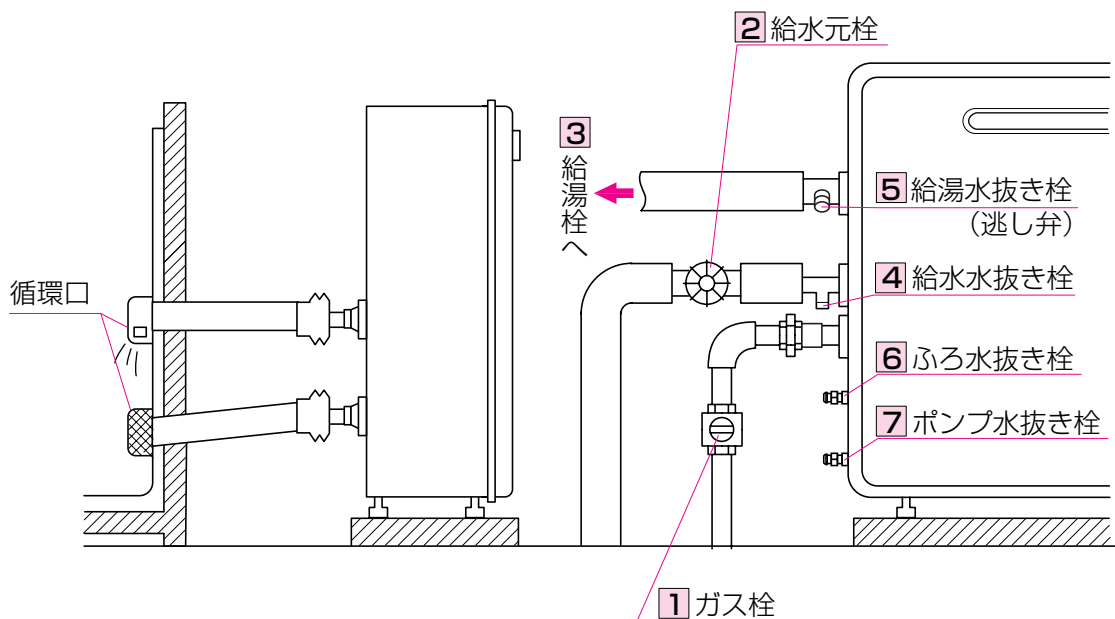 2 給水元栓
3 給湯栓へ
5 給湯水抜き栓
（逃し弁）
循環口
4 給水水抜き栓
6 ふろ水抜き栓
7 ポンプ水抜き栓
1 ガス栓